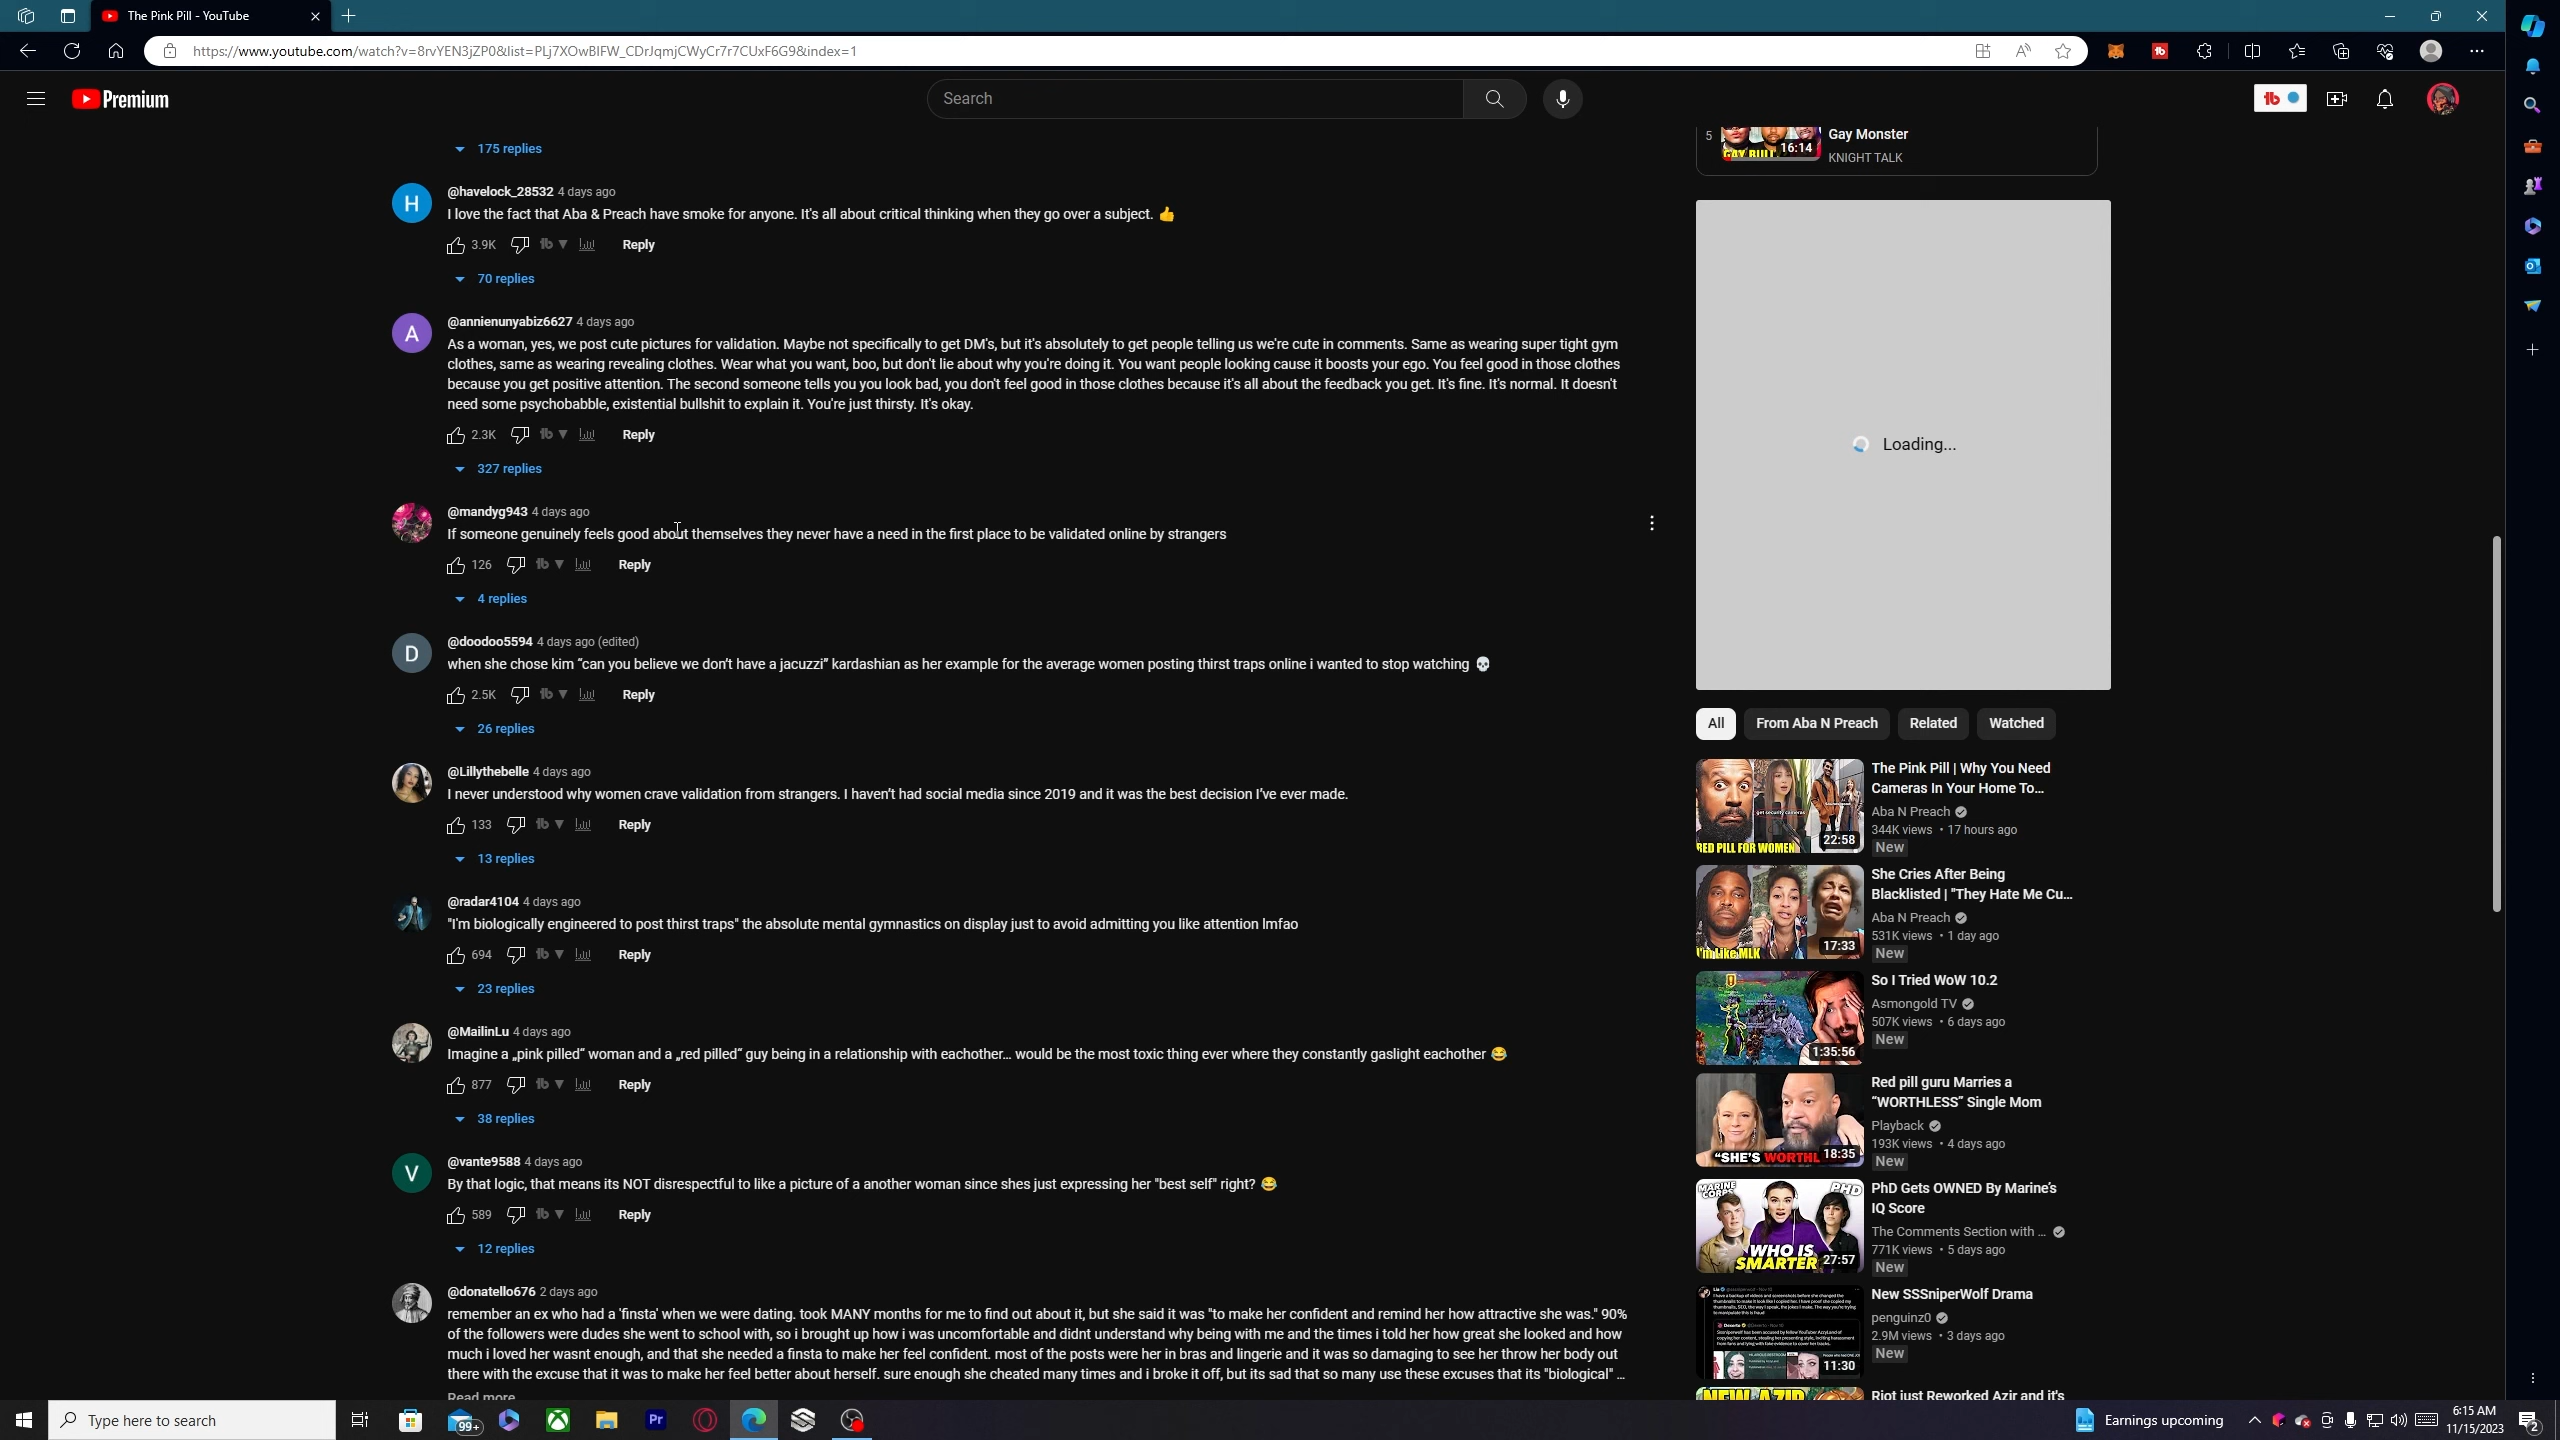 The Pink Pill - YouTube
https://www.youtube.com/watch?v=8rvYEN3jZP0&list=PLj7XOwBIFW_CDrJqmjCWyCr7r7CUxF6G9&index=1
Premium
Search
175 replies
@havelock_28532 4 days ago
I love the fact that Aba & Preach have smoke for anyone. It's all about critical thinking when they go over a subject. 👍
3.9K Reply
70 replies
@annienunyabiz6627 4 days ago
As a woman, yes, we post cute pictures for validation. Maybe not specifically to get DM's, but it's absolutely to get people telling us we're cute in comments. Same as wearing super tight gym
clothes, same as wearing revealing clothes. Wear what you want, boo, but don't lie about why you're doing it. You want people looking cause it boosts your ego. You feel good in those clothes
because you get positive attention. The second someone tells you you look bad, you don't feel good in those clothes because it's all about the feedback you get. It's fine. It's normal. It doesn't
need some psychobabble, existential bullshit to explain it. You're just thirsty. It's okay.
2.3K Reply
327 replies
@mandyg943 4 days ago
If someone genuinely feels good about themselves they never have a need in the first place to be validated online by strangers
126 Reply
4 replies
@doodoo5594 4 days ago (edited)
when she chose kim “can you believe we don’t have a jacuzzi” kardashian as her example for the average women posting thirst traps online i wanted to stop watching 💀
2.5K Reply
26 replies
@Lillythebelle 4 days ago
I never understood why women crave validation from strangers. I haven’t had social media since 2019 and it was the best decision I’ve ever made.
133 Reply
13 replies
@radar4104 4 days ago
"I'm biologically engineered to post thirst traps" the absolute mental gymnastics on display just to avoid admitting you like attention lmfao
694 Reply
23 replies
@MailinLu 4 days ago
Imagine a „pink pilled“ woman and a „red pilled“ guy being in a relationship with eachother… would be the most toxic thing ever where they constantly gaslight eachother 😂
877 Reply
38 replies
@vante9588 4 days ago
By that logic, that means its NOT disrespectful to like a picture of a another woman since shes just expressing her "best self" right? 😂
589 Reply
12 replies
@donatello676 2 days ago
remember an ex who had a 'finsta' when we were dating. took MANY months for me to find out about it, but she said it was "to make her confident and remind her how attractive she was." 90%
of the followers were dudes she went to school with, so i brought up how i was uncomfortable and didnt understand why being with me and the times i told her how great she looked and how
much i loved her wasnt enough, and that she needed a finsta to make her feel confident. most of the posts were her in bras and lingerie and it was so damaging to see her throw her body out
there with the excuse that it was to make her feel better about herself. sure enough she cheated many times and i broke it off, but its sad that so many use these excuses that its "biological" ...
Read more
5
GAY BULL
16:14
Gay Monster
KNIGHT TALK
Loading...
All From Aba N Preach Related Watched
get security cameras
RED PILL FOR WOMEN
22:58
The Pink Pill | Why You Need
Cameras In Your Home To...
Aba N Preach
344K views • 17 hours ago
New
I'm like MLK
17:33
She Cries After Being
Blacklisted | "They Hate Me Cu...
Aba N Preach
531K views • 1 day ago
New
1:35:56
So I Tried WoW 10.2
Asmongold TV
507K views • 6 days ago
New
"SHE'S WORTHL
18:35
Red pill guru Marries a
“WORTHLESS” Single Mom
Playback
193K views • 4 days ago
New
MARINE CORPS
PHD
WHO IS
SMARTER
27:57
PhD Gets OWNED By Marine’s
IQ Score
The Comments Section with ...
771K views • 5 days ago
New
11:30
New SSSniperWolf Drama
penguinz0
2.9M views • 3 days ago
New
NEW AZIR
Riot just Reworked Azir and it's
Type here to search
99+
Earnings upcoming
6:15 AM
11/15/2023
2